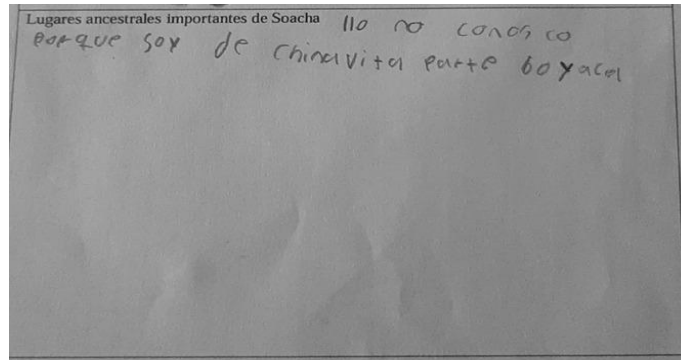 Lugares ancestrales importantes de Soacha llo no conosco
porque soy de chinavita parte boyaca